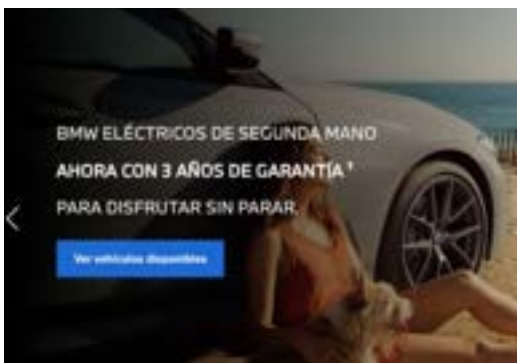 BMW ELÉCTRICOS DE SEGUNDA MANO
AHORA CON 3 AÑOS DE GARANTÍA
PARA DISFRUTAR SIN PARAR.
Ver vehículos disponibles